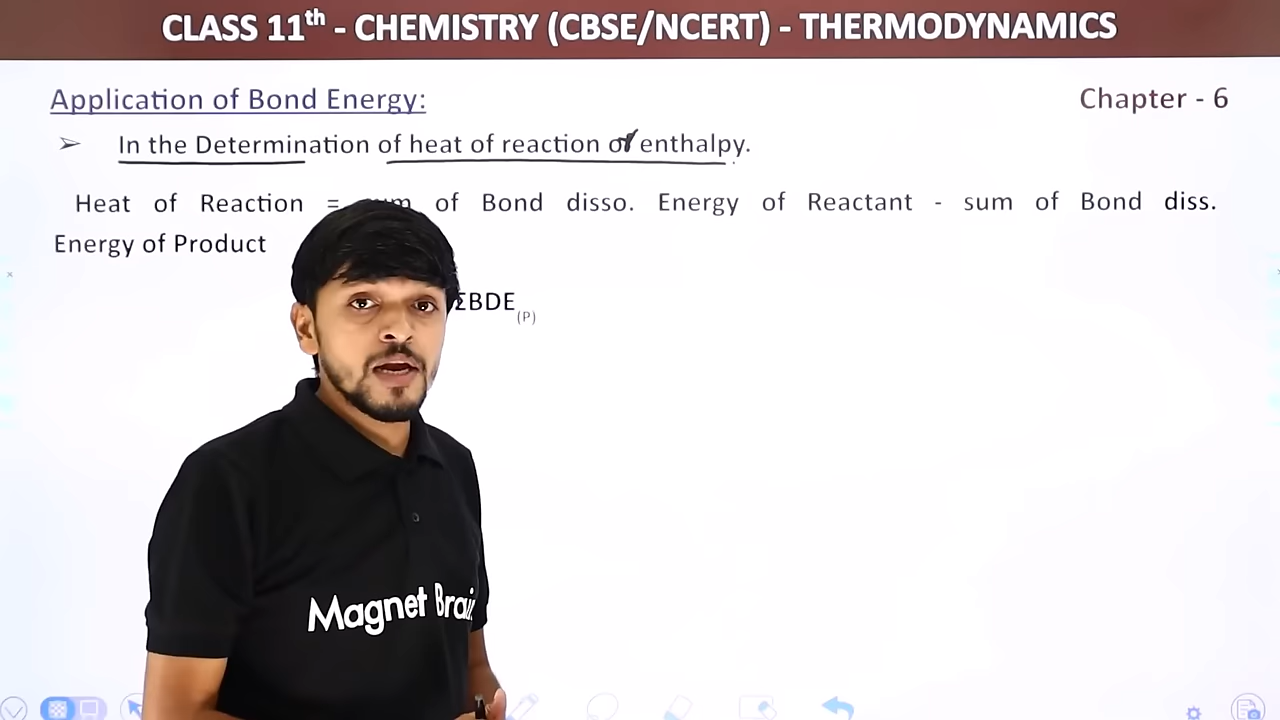 CLASS 11th - CHEMISTRY (CBSE/NCERT) - THERMODYNAMICS
Application of Bond Energy:
Chapter - 6
➢ In the Determination of heat of reaction of enthalpy.
Heat of Reaction = sum of Bond disso. Energy of Reactant - sum of Bond diss.
Energy of Product
ΣBDE(P)
Magnet Brai